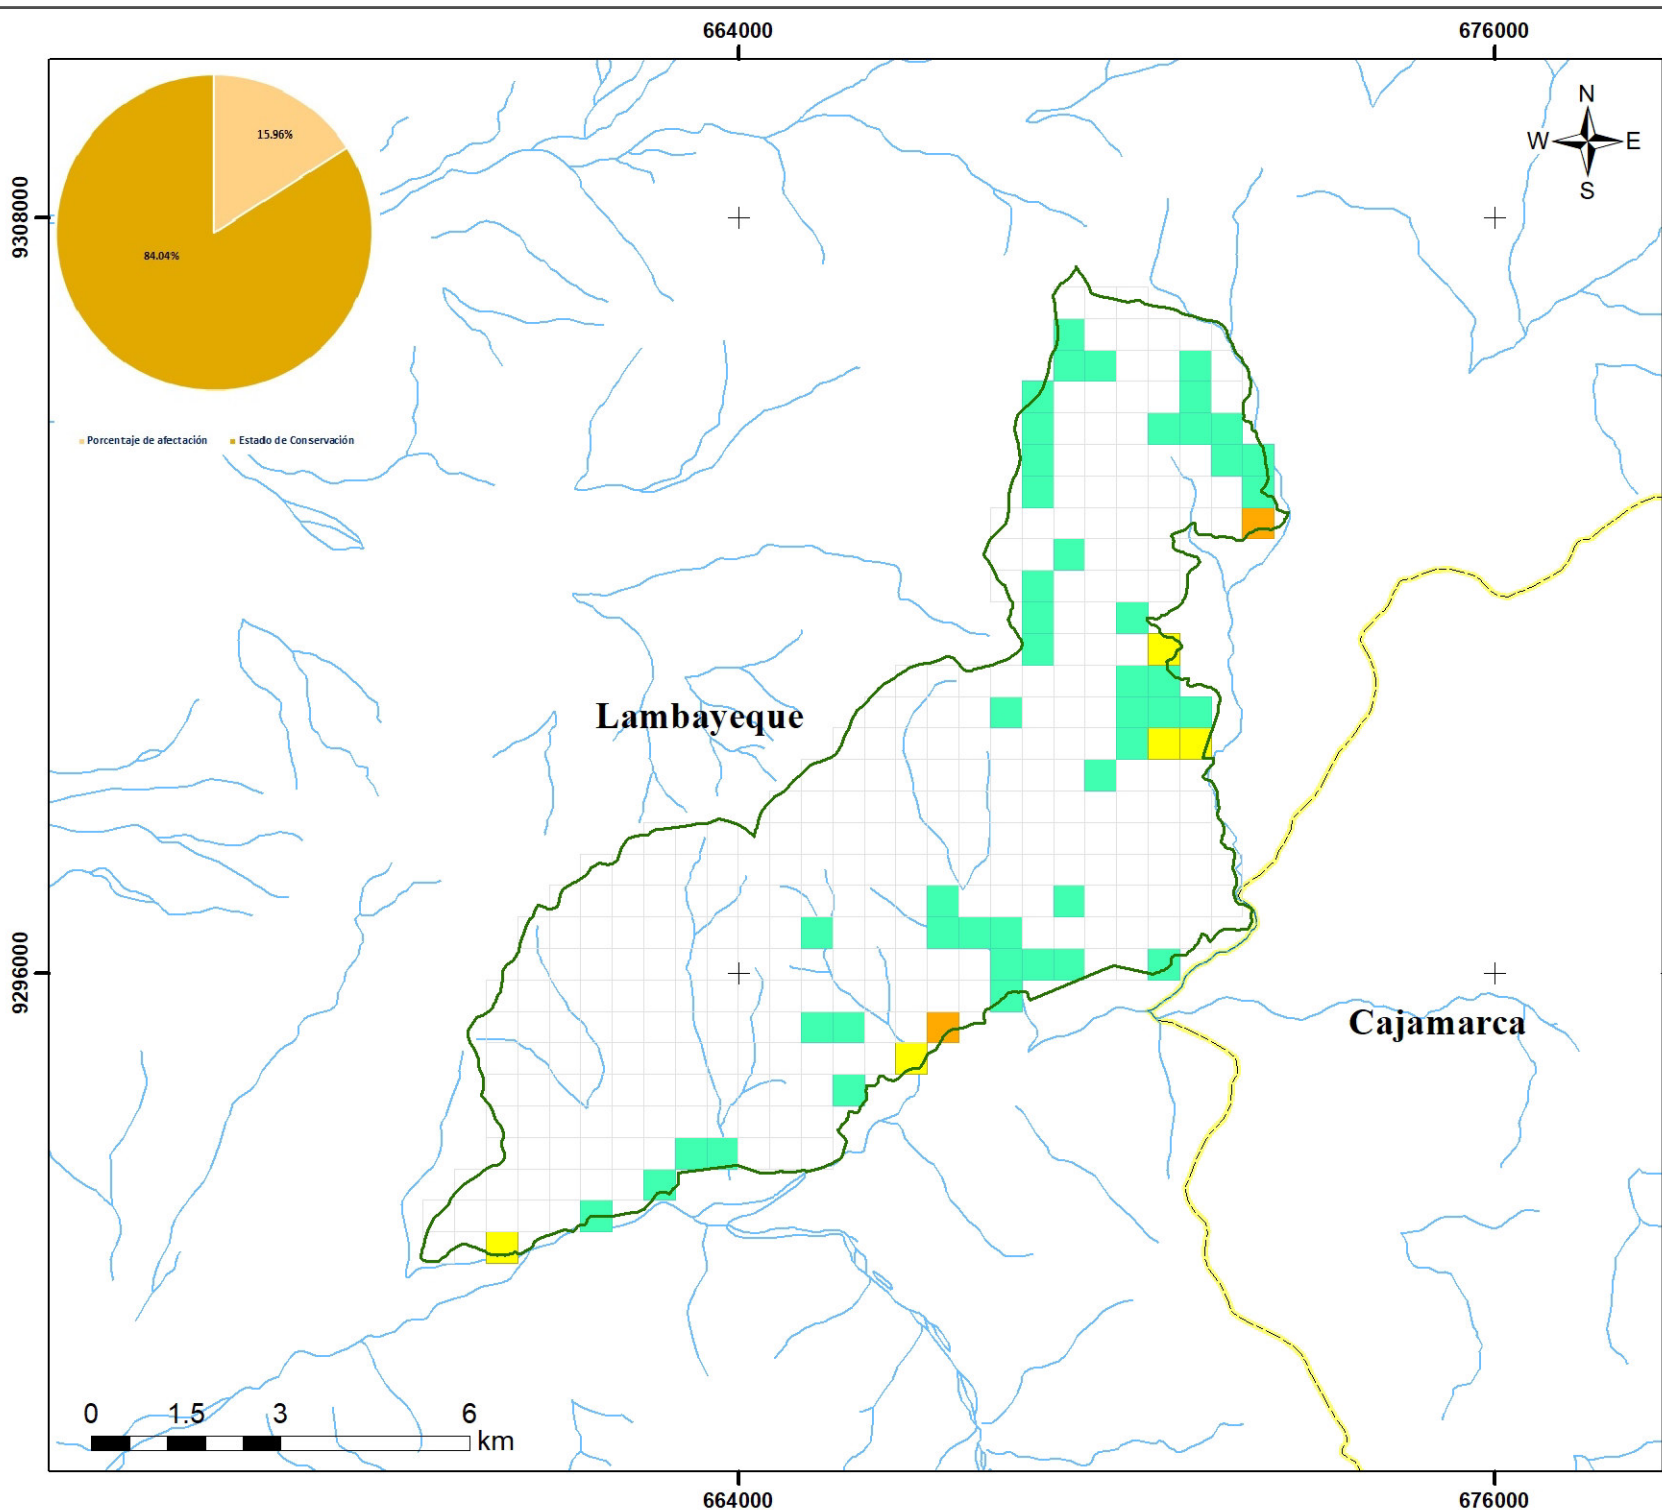 664000 676000
N
W E
S
15.96%
9308000
84.04%
Porcentaje de afectación Estado de Conservación
Lambayeque
9296000
Cajamarca
0 1.5 3 6
km
664000 676000